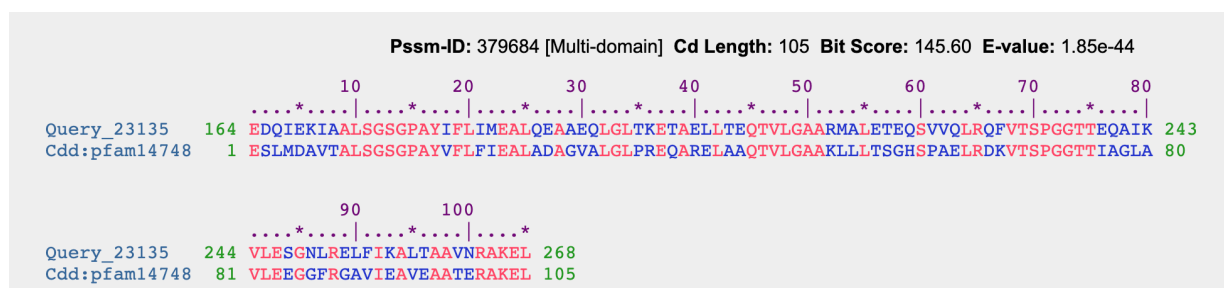 Pssm-ID: 379684 [Multi-domain] Cd Length: 105 Bit Score: 145.60 E-value: 1.85e-44
10 20 30 40 50 60 70 80
....*....|....*....|....*....|....*....|....*....|....*....|....*....|....*....|
Query_23135 164 EDQIEKIAALSGSGPAYIFLIMEALQEAAEQLGLTKETAELLTEQTVLGAARMALETEQSVVQLRQFVTSPGGTTEQAIK 243
Cdd:pfam14748 1 ESLMDAVTALSGSGPAYVFLFIEALADAGVALGLPREQARELAAQTVLGAAKLLLTSGHSPAELRDKVTSPGGTTIAGLA 80
90 100
....*....|....*....|....*
Query_23135 244 VLESGNLRELFIKALTAAVNRAKEL 268
Cdd:pfam14748 81 VLEEGGFRGAVIEAVEAATERAKEL 105